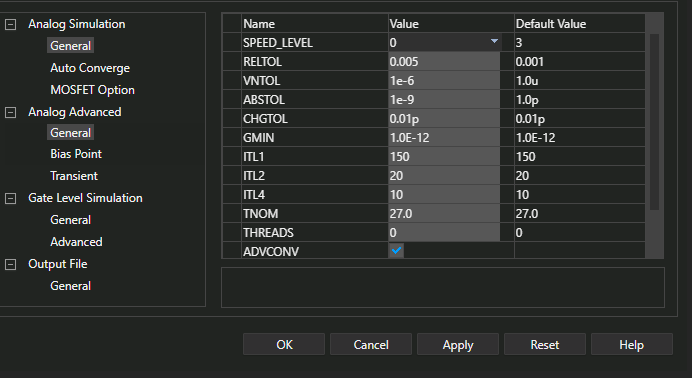 Analog Simulation
General
Auto Converge
MOSFET Option
Analog Advanced
General
Bias Point
Transient
Gate Level Simulation
General
Advanced
Output File
General
Name Value Default Value
SPEED_LEVEL 0 3
RELTOL 0.005 0.001
VNTOL 1e-6 1.0u
ABSTOL 1e-9 1.0p
CHGTOL 0.01p 0.01p
GMIN 1.0E-12 1.0E-12
ITL1 150 150
ITL2 20 20
ITL4 10 10
TNOM 27.0 27.0
THREADS 0 0
ADVCONV
OK Cancel Apply Reset Help